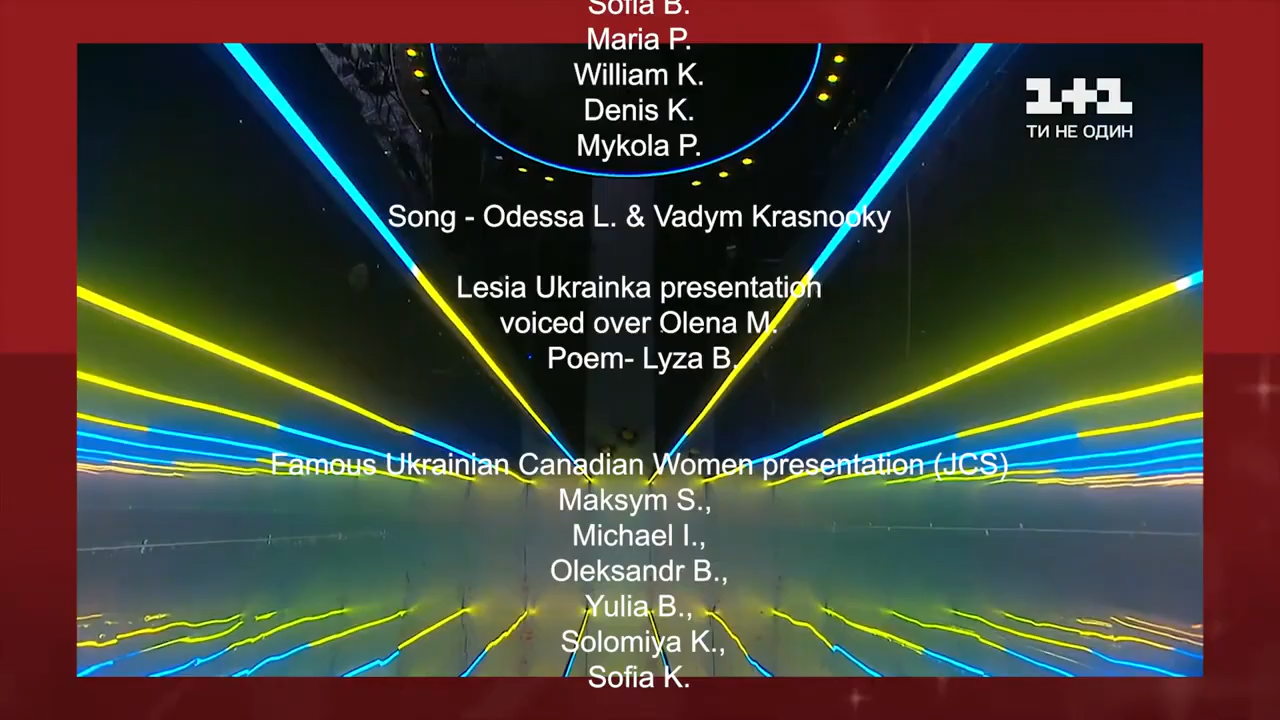 Sofia B.
Maria P.
William K.
Denis K.
Mykola P.
1+1
ТИ НЕ ОДИН
Song - Odessa L. & Vadym Krasnooky
Lesia Ukrainka presentation
voiced over Olena M.
Poem- Lyza B.
Famous Ukrainian Canadian Women presentation (JCS)
Maksym S.,
Michael I.,
Oleksandr B.,
Yulia B.,
Solomiya K.,
Sofia K.